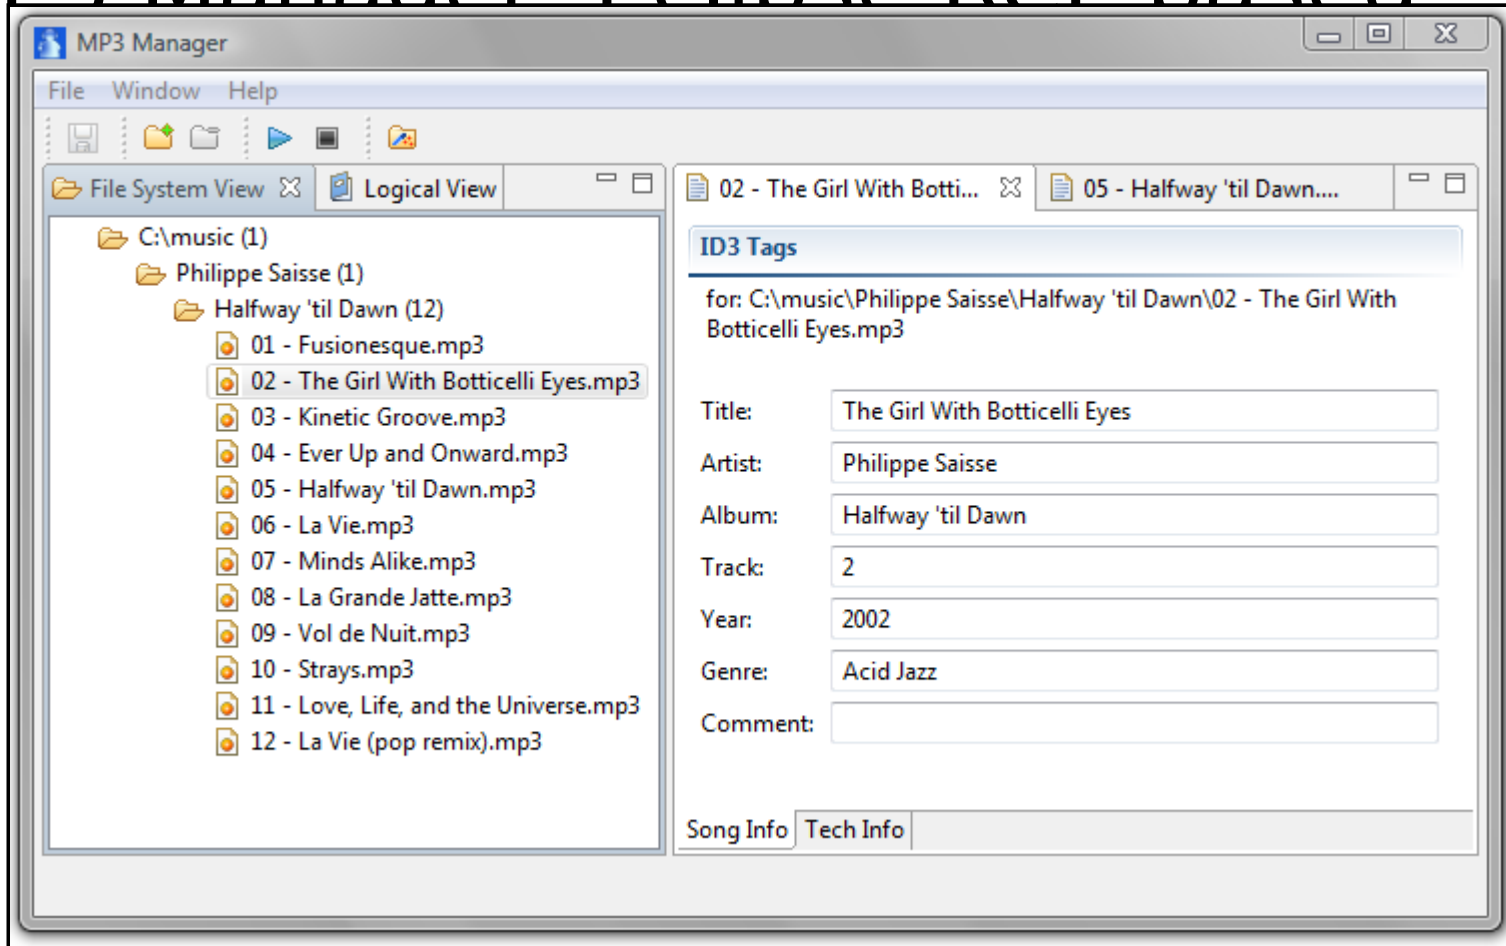 MP3 Manager
File Window Help
File System View Logical View
C:\music (1)
Philippe Saisse (1)
Halfway 'til Dawn (12)
01 - Fusionesque.mp3
02 - The Girl With Botticelli Eyes.mp3
03 - Kinetic Groove.mp3
04 - Ever Up and Onward.mp3
05 - Halfway 'til Dawn.mp3
06 - La Vie.mp3
07 - Minds Alike.mp3
08 - La Grande Jatte.mp3
09 - Vol de Nuit.mp3
10 - Strays.mp3
11 - Love, Life, and the Universe.mp3
12 - La Vie (pop remix).mp3
02 - The Girl With Botti... 05 - Halfway 'til Dawn....
ID3 Tags
for: C:\music\Philippe Saisse\Halfway 'til Dawn\02 - The Girl With
Botticelli Eyes.mp3
Title: The Girl With Botticelli Eyes
Artist: Philippe Saisse
Album: Halfway 'til Dawn
Track: 2
Year: 2002
Genre: Acid Jazz
Comment:
Song Info Tech Info